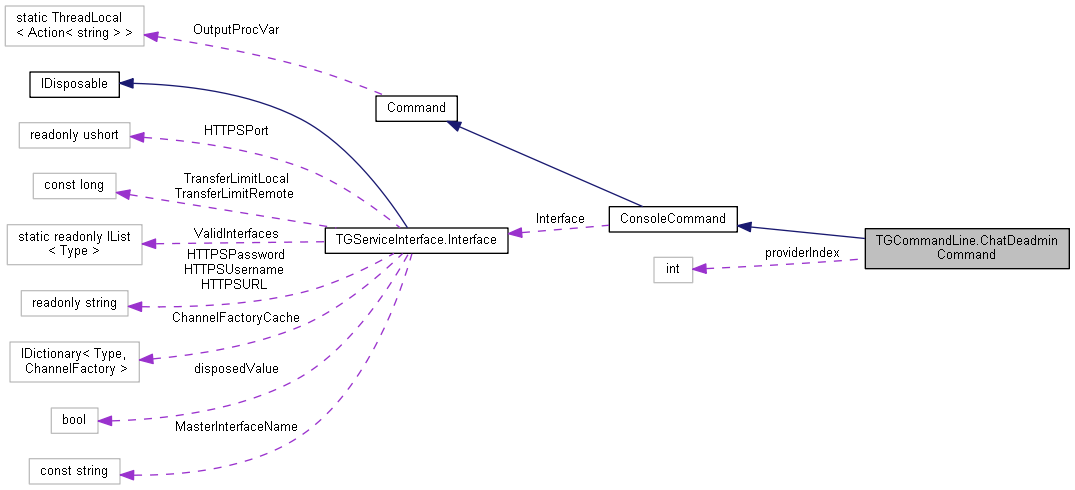 static ThreadLocal
< Action< string > >
OutputProcVar
IDisposable
Command
readonly ushort
HTTPSPort
const long
TransferLimitLocal
TransferLimitRemote
ConsoleCommand
Interface
static readonly IList
< Type >
ValidInterfaces
TGServiceInterface.Interface
TGCommandLine.ChatDeadmin
Command
providerIndex
int
HTTPSPassword
HTTPSUsername
HTTPSURL
readonly string
ChannelFactoryCache
IDictionary< Type,
ChannelFactory >
disposedValue
bool
MasterInterfaceName
const string